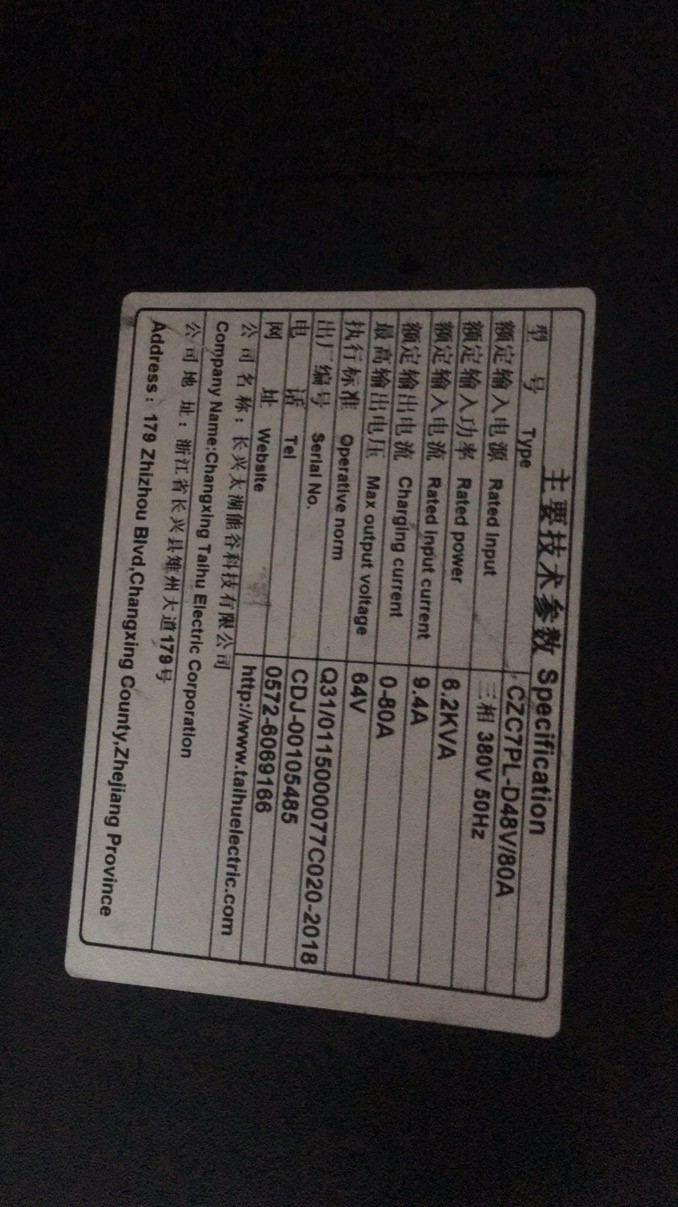 主要技术参数 Specification
型 号 Type CZC7PL-D48V/80A
额定输入电源 Rated Input 三相 380V 50Hz
额定输入功率 Rated power 6.2KVA
额定输入电流 Rated Input current 9.4A
额定输出电流 Charging current 0-80A
最高输出电压 Max output voltage 64V
执行标准 Operative norm Q31/0115000077C020-2018
出厂编号 Serial No. CDJ-00105485
电 话 Tel 0572-6069166
网 址 Website http://www.taihuelectric.com
公司名称：长兴太湖能谷科技有限公司
Company Name:Changxing Taihu Electric Corporation
公司地 址：浙江省长兴县雉州大道179号
Address：179 Zhizhou Blvd,Changxing County,Zhejiang Province